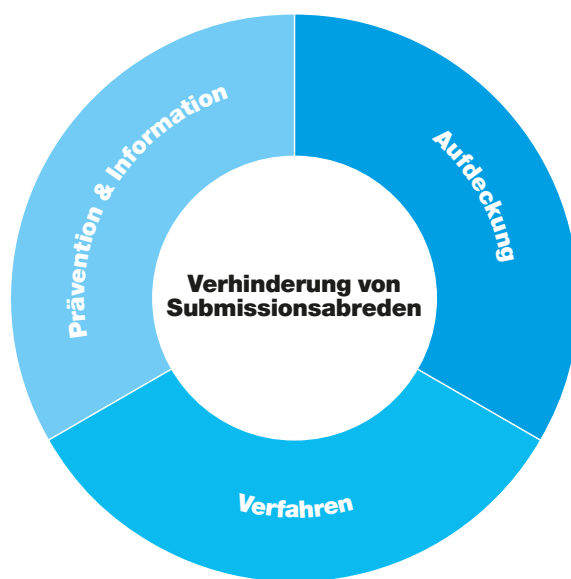 Prävention & Information
Aufdeckung
Verhinderung von
Submissionsabreden
Verfahren